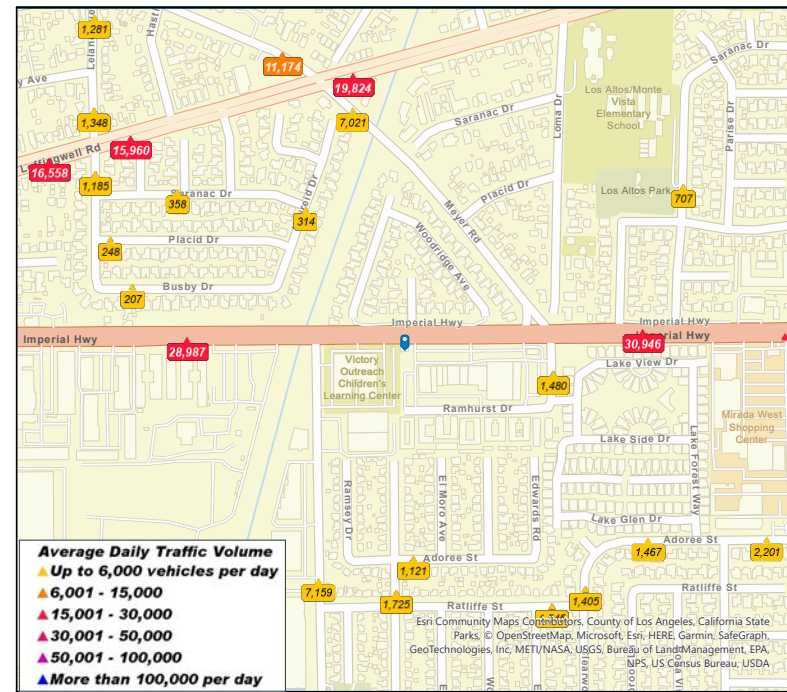 1,281
Leland Ave
Hast
11,174
y Ave
19,824
Saranac Dr
Los Altos/Monte
Vista
Elementary
School
Loma Dr
Parise Dr
1,348
7,021
Saranac Dr
15,960
Leffingwell Rd
16,558
1,185
Saranac Dr
358
Placid Dr
Los Altos Park
707
Meyer Rd
314
Placid Dr
248
Woodridge Ave
Busby Dr
207
Imperial Hwy
Imperial Hwy
Imperial Hwy
Imperial Hwy
28,987
30,946
Victory
Outreach
Children's
Learning Center
Lake View Dr
1,480
Ramhurst Dr
Mirada West
Shopping
Center
Lake Side Dr
Lake Forest Way
Ramsey Dr
El Moro Ave
Edwards Rd
Lake Glen Dr
Adoree St
Adoree St
1,467
2,201
1,121
7,159
1,725
Ratliffe St
1,405
Ratliffe St
Average Daily Traffic Volume
Up to 6,000 vehicles per day
6,001 - 15,000
15,001 - 30,000
30,001 - 50,000
50,001 - 100,000
More than 100,000 per day
Esri Community Maps Contributors, County of Los Angeles, California State
Parks, © OpenStreetMap, Microsoft, Esri, HERE, Garmin, SafeGraph,
GeoTechnologies, Inc, METI/NASA, USGS, Bureau of Land Management, EPA,
NPS, US Census Bureau, USDA